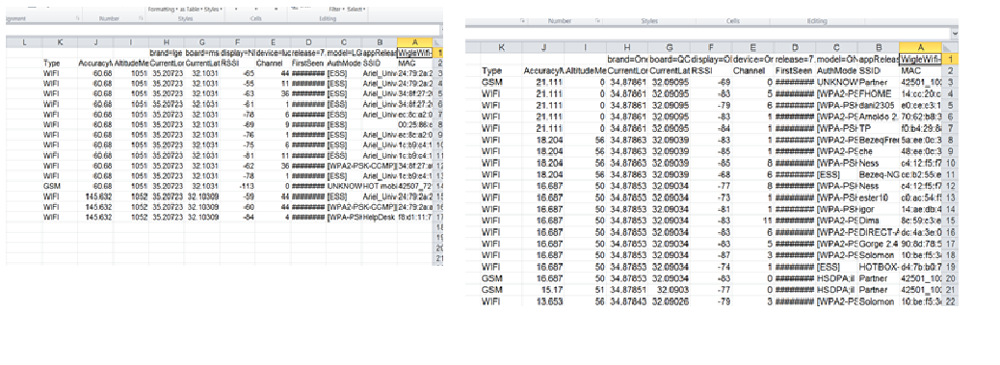 Formatting as Table Styles
Filter Select
ignment Number Styles Cells Editing
L K J I H G F E D C B A
brand=lge board=ms display=NI device=luc release=7. model=LG appReleas WigleWifi- 1
Type AccuracyM AltitudeMe CurrentLon CurrentLat RSSI Channel FirstSeen AuthMode SSID MAC 2
WIFI 60.68 1051 35.20723 32.1031 -65 44 ######## [ESS] Ariel_Univ 24:79:2a:2 3
WIFI 60.68 1051 35.20723 32.1031 -55 11 ######## [ESS] Ariel_Univ 34:8f:27:2 4
WIFI 60.68 1051 35.20723 32.1031 -63 36 ######## [ESS] Ariel_Univ 5
WIFI 60.68 1051 35.20723 32.1031 -61 1 ######## [ESS] Ariel_Univ 34:8f:27:2 6
WIFI 60.68 1051 35.20723 32.1031 -78 6 ######## [ESS] Ariel_Univ ec:8c:a2:0 7
WIFI 60.68 1051 35.20723 32.1031 -69 9 ######## [ESS] 00:25:86:c 8
WIFI 60.68 1051 35.20723 32.1031 -76 1 ######## [ESS] Ariel_Univ ec:8c:a2:0 9
WIFI 60.68 1051 35.20723 32.1031 -75 6 ######## [ESS] Ariel_Univ 1c:b9:c4:1 10
WIFI 60.68 1051 35.20723 32.1031 -81 11 ######## [ESS] Ariel_Univ 1c:b9:c4:1 11
WIFI 60.68 1051 35.20723 32.1031 -62 36 ######## [WPA2-PSK-CCMP][ 12
WIFI 60.68 1051 35.20723 32.1031 -78 1 ######## [ESS] Ariel_Univ 1c:b9:c4:1 13
GSM 60.68 1051 35.20723 32.1031 -113 0 ######## UNKNOW HOT mobi 42507_72 14
WIFI 145.632 1052 35.20723 32.10309 -59 44 ######## [ESS] Ariel_Univ 24:79:2a:2 15
WIFI 145.632 1052 35.20723 32.10309 -60 44 ######## [WPA2-PSK-CCMP][ 24:79:2a:2 16
WIFI 145.632 1052 35.20723 32.10309 -64 4 ######## [WPA-PSK HelpDesk f8:d1:11:7 17
18
19
20
21
Number Styles Cells Editing
K J I H G F E D C B A
brand=On board=QC display=O device=On release=7. model=ON appReleas WigleWifi- 1
Type AccuracyM AltitudeMe CurrentLon CurrentLat RSSI Channel FirstSeen AuthMode SSID MAC 2
GSM 21.111 0 34.87861 32.09095 -69 0 ######## UNKNOW Partner 42501_100 3
WIFI 21.111 0 34.87861 32.09095 -83 5 ######## [WPA2-PS FHOME 14:cc:20: 4
WIFI 21.111 0 34.87861 32.09095 -79 6 ######## [WPA2-PS dani2305 e0:ce:c3:1 5
WIFI 21.111 0 34.87861 32.09095 -83 1 ######## [WPA2-PS Arnoldo 2. 70:62:b8:3 6
WIFI 21.111 0 34.87861 32.09095 -84 1 ######## [WPA-PSK TP f0:b4:29:8 7
WIFI 18.204 56 34.87863 32.09039 -83 1 ######## [WPA2-PS BezeqFree 5a:ee:0c:3 8
WIFI 18.204 56 34.87863 32.09039 -85 1 ######## [WPA2-PS che 48:ee:0c:3 9
WIFI 18.204 56 34.87863 32.09039 -85 8 ######## [WPA-PSK Ness c4:12:f5:f7 10
WIFI 18.204 56 34.87863 32.09039 -68 6 ######## [ESS] Bezeq-NG cc:b2:55:e 11
WIFI 16.687 50 34.87853 32.09034 -77 8 ######## [WPA-PSK Ness c4:12:f5:f7 12
WIFI 16.687 50 34.87853 32.09034 -73 1 ######## [WPA-PSK ester10 c0:ac:54:f 13
WIFI 16.687 50 34.87853 32.09034 -81 1 ######## [WPA-PSK igor 14:ae:db:4 14
WIFI 16.687 50 34.87853 32.09034 -83 11 ######## [WPA-PSK Dima 8c:59:c3:e 15
WIFI 16.687 50 34.87853 32.09034 -83 6 ######## [WPA2-PS DIRECT-A dc:4a:3e:0 16
WIFI 16.687 50 34.87853 32.09034 -83 5 ######## [WPA2-PS Gorge 2.4 90:8d:78:5 17
WIFI 16.687 50 34.87853 32.09034 -87 3 ######## [WPA2-PS Solomon 10:be:f5:3 18
WIFI 16.687 50 34.87853 32.09034 -74 1 ######## [ESS] HOTBOX- d4:7b:b0:7 19
GSM 16.687 50 34.87853 32.09034 -83 0 ######## HSDPA;il Partner 42501_100 20
GSM 15.17 51 34.87851 32.0903 -77 0 ######## HSDPA;il Partner 42501_100 21
WIFI 13.653 56 34.87843 32.09026 -79 3 ######## [WPA-PSK Solomon 10:be:f5:3 22